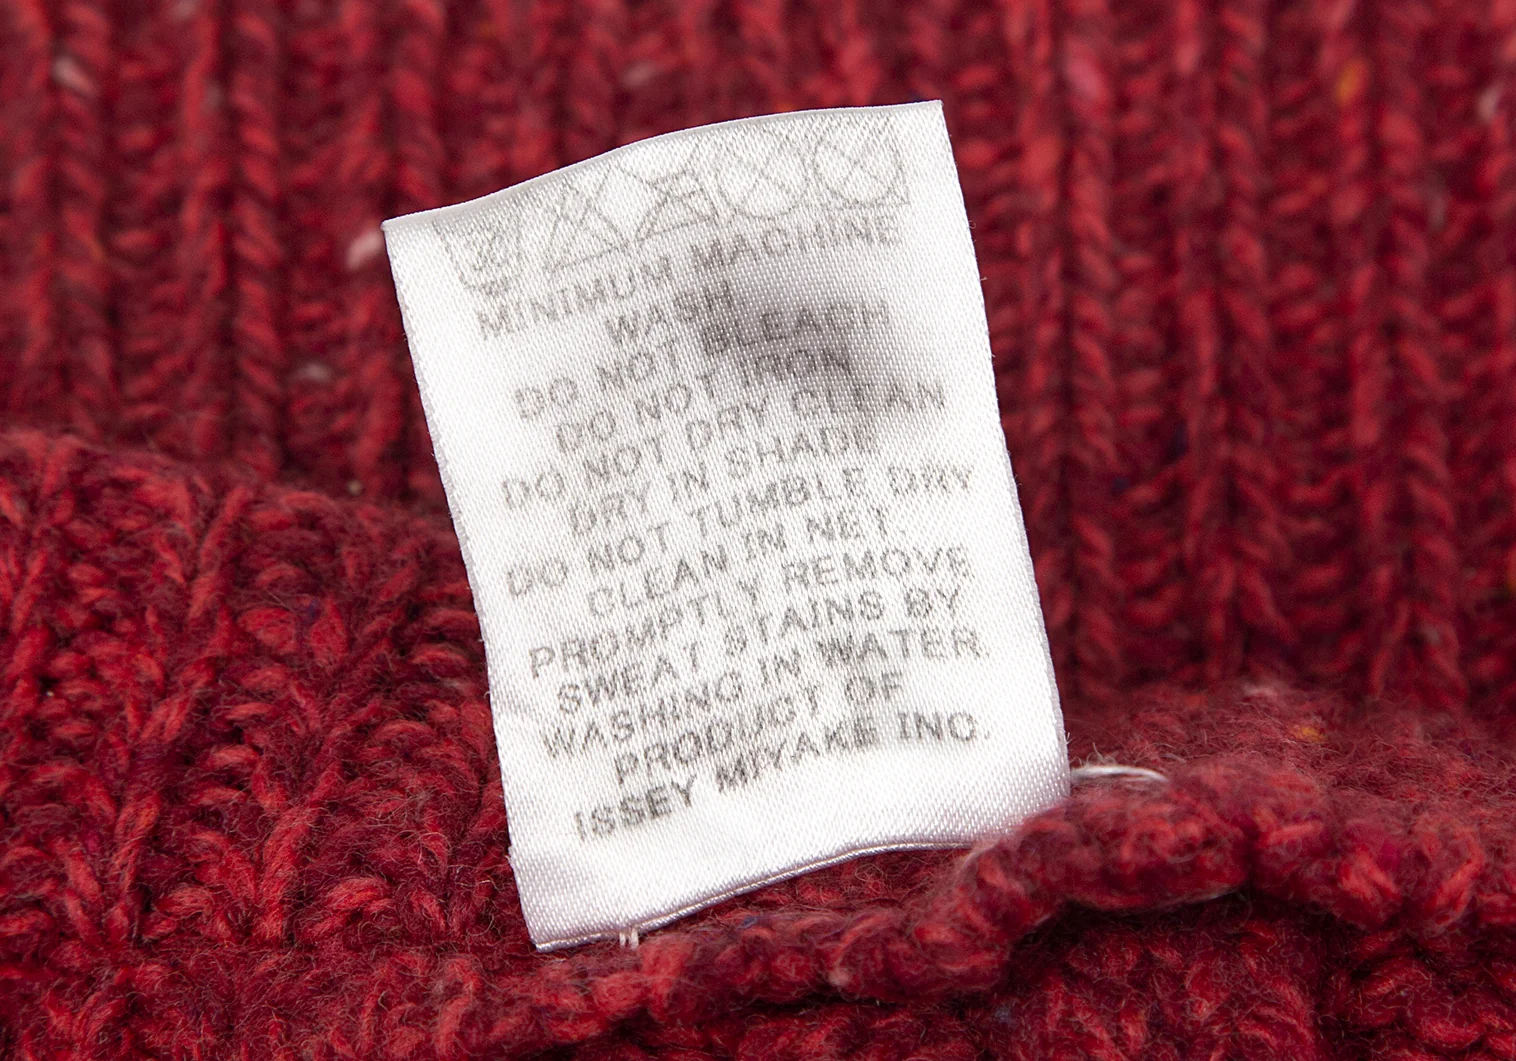 MINIMUM MACHINE
WASH
DO NOT BLEACH
DO NOT IRON
DO NOT DRY CLEAN
DRY IN SHADE
DO NOT TUMBLE DRY
CLEAN IN NET.
PROMPTLY REMOVE
SWEAT STAINS BY
WASHING IN WATER.
PRODUCT OF
ISSEY MIYAKE INC.